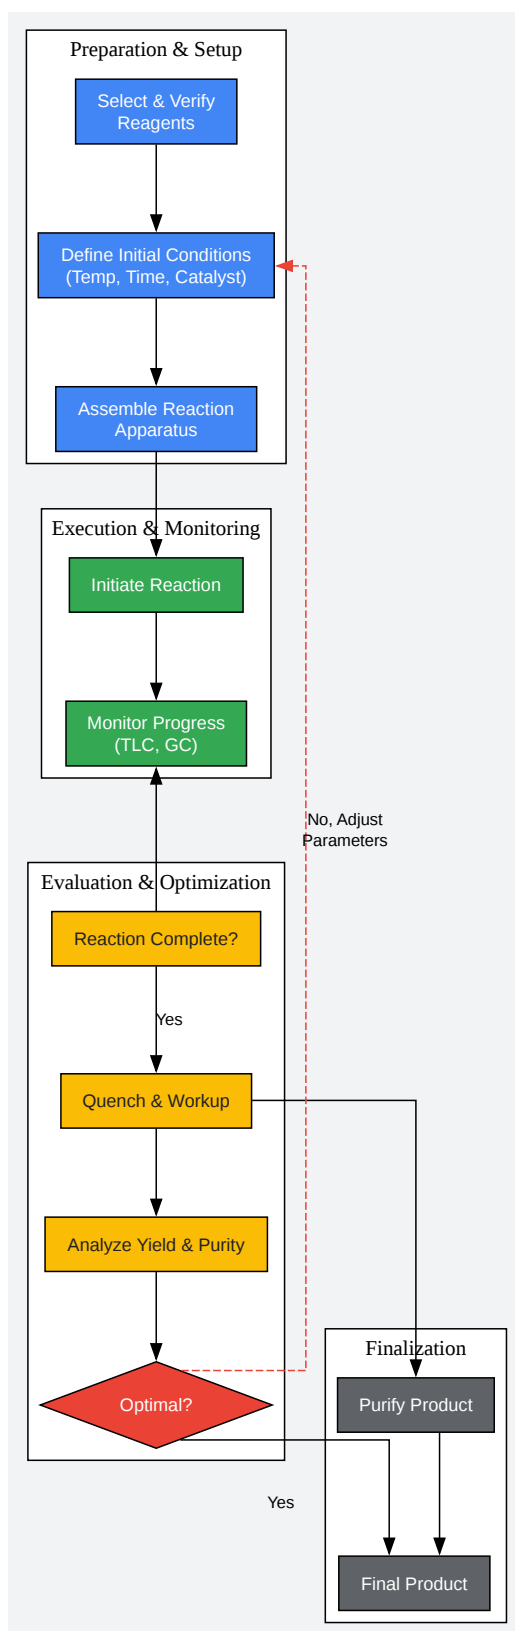 Preparation & Setup
Select & Verify
Reagents
Define Initial Conditions
(Temp, Time, Catalyst)
Assemble Reaction
Apparatus
Execution & Monitoring
Initiate Reaction
Monitor Progress
(TLC, GC)
No, Adjust
Parameters
Evaluation & Optimization
Reaction Complete?
Yes
Quench & Workup
Analyze Yield & Purity
Optimal?
Finalization
Purify Product
Yes
Final Product